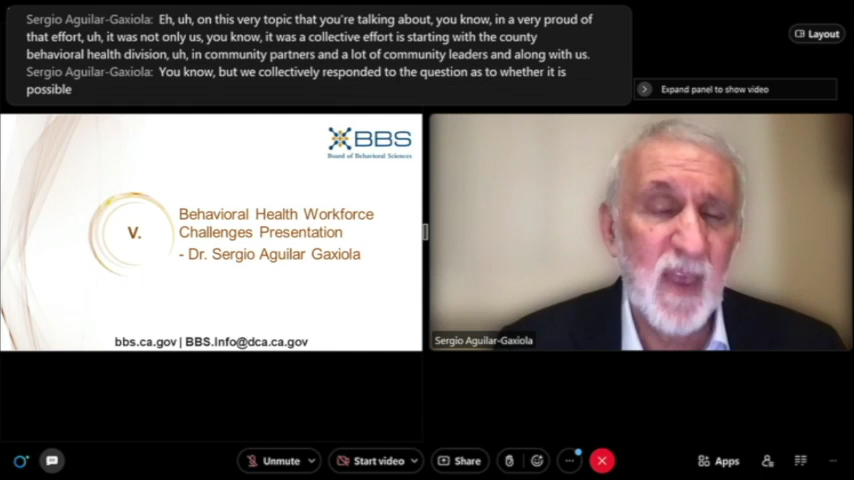 Sergio Aguilar-Gaxiola: Eh, uh, on this very topic that you're talking about, you know, in a very proud of
that effort, uh, it was not only us, you know, it was a collective effort is starting with the county
behavioral health division, uh, in community partners and a lot of community leaders and along with us.
Sergio Aguilar-Gaxiola: You know, but we collectively responded to the question as to whether it is
possible
Layout
Expand panel to show video
BBS
Board of Behavioral Sciences
V.
Behavioral Health Workforce
Challenges Presentation
- Dr. Sergio Aguilar Gaxiola
bbs.ca.gov | BBS.Info@dca.ca.gov
Sergio Aguilar-Gaxiola
Unmute
Start video
Share
Apps